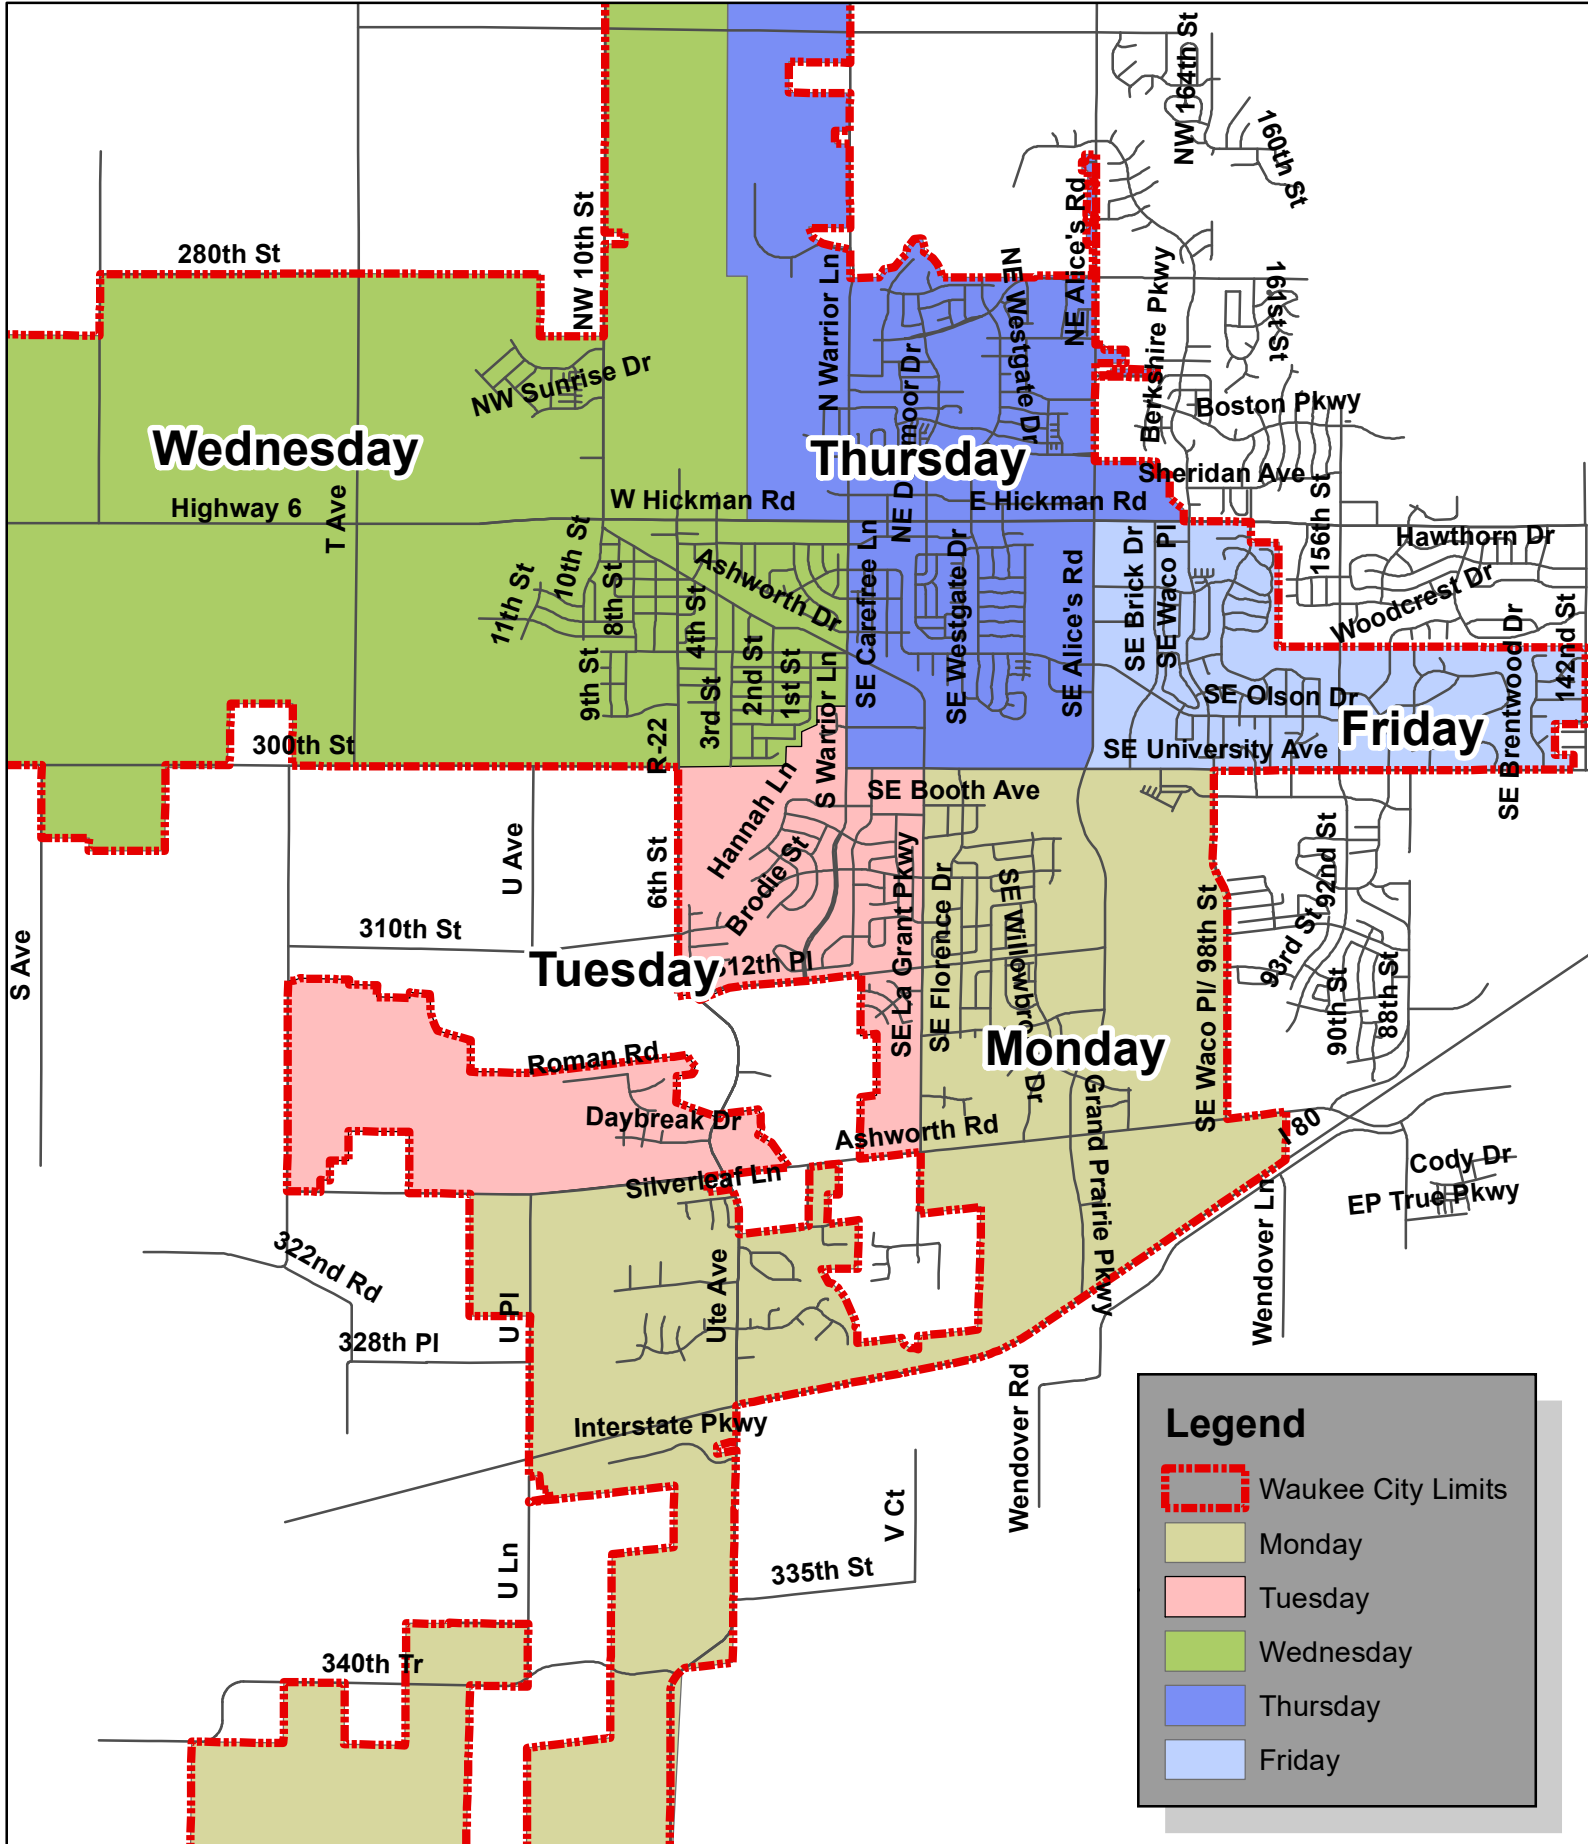 NW 164th St
160th St
NW 10th St
280th St
N Warrior Ln
NE Westgate Dr
NE Alice's Rd
Berkshire Pkwy
161st St
NW Sunrise Dr
Boston Pkwy
Wednesday
Thursday
Sheridan Ave
Highway 6
T Ave
W Hickman Rd
NE D
moor Dr
E Hickman Rd
156th St
Hawthorn Dr
11th St
10th St
8th St
Ashworth Dr
4th St
SE Carefree Ln
SE Westgate Dr
SE Alice's Rd
SE Brick Dr
SE Waco Pl
Woodcrest Dr
9th St
3rd St
2nd St
1st St
S Warrior Ln
SE Olson Dr
SE Brentwood Dr
142nd St
Friday
300th St
R-22
SE University Ave
SE Booth Ave
Hannah Ln
U Ave
6th St
Brodie St
SE La Grant Pkwy
SE Florence Dr
SE Willowbro
Dr
SE Waco Pl/ 98th St
92nd St
93rd St
90th St
88th St
310th St
S Ave
Tuesday
312th Pl
Monday
Roman Rd
Daybreak Dr
Ashworth Rd
I 80
Cody Dr
EP True Pkwy
Silverleaf Ln
Grand Prairie Pkwy
Wendover Ln
322nd Rd
U Pl
Ute Ave
328th Pl
Interstate Pkwy
Wendover Rd
V Ct
U Ln
335th St
340th Tr
Legend
Waukee City Limits
Monday
Tuesday
Wednesday
Thursday
Friday